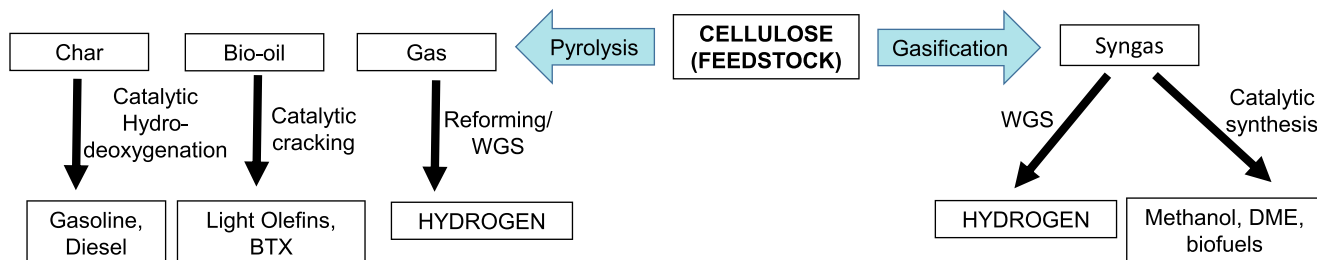 Char
Bio-oil
Gas
Pyrolysis
CELLULOSE
(FEEDSTOCK)
Gasification
Syngas
Catalytic
Hydro-
deoxygenation
Catalytic
cracking
Reforming/
WGS
WGS
Catalytic
synthesis
Gasoline,
Diesel
Light Olefins,
BTX
HYDROGEN
HYDROGEN
Methanol, DME,
biofuels